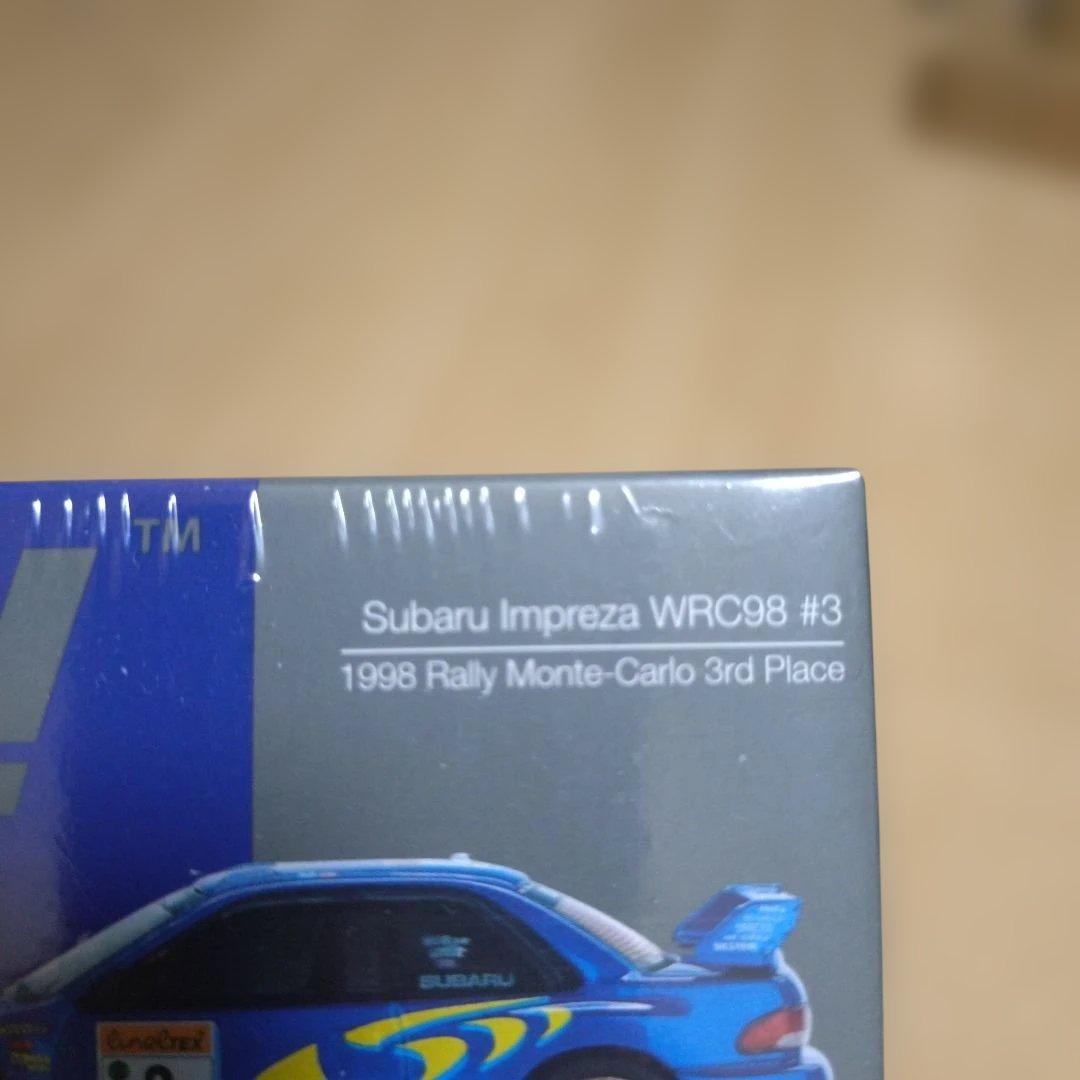 TM
Subaru Impreza WRC98 #3
1998 Rally Monte-Carlo 3rd Place
SUBARU